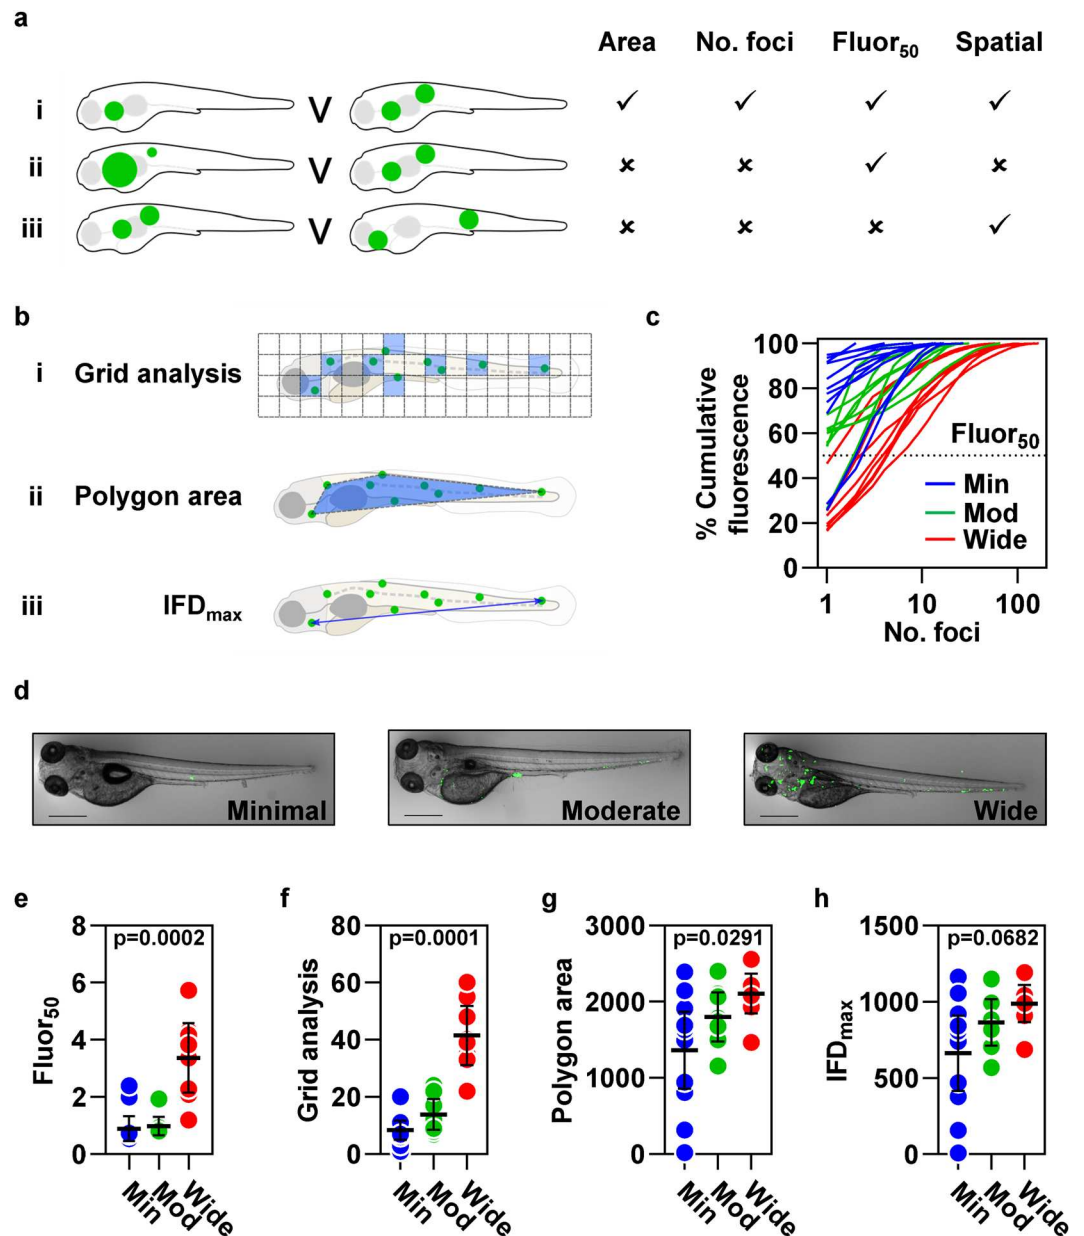 a
Area No. foci Fluor50 Spatial
i V ✓ ✓ ✓ ✓
ii V ✗ ✗ ✓ ✗
iii V ✗ ✗ ✗ ✓
b
i Grid analysis
ii Polygon area
iii IFDmax
c
% Cumulative
fluorescence
100
80
60
40
20
0
Fluor50
Min
Mod
Wide
1 10 100
No. foci
d
Minimal Moderate Wide
e
Fluor50
8
6
4
2
0
p=0.0002
Min Mod Wide
f
Grid analysis
80
60
40
20
0
p=0.0001
Min Mod Wide
g
Polygon area
3000
2000
1000
0
p=0.0291
Min Mod Wide
h
IFDmax
1500
1000
500
0
p=0.0682
Min Mod Wide